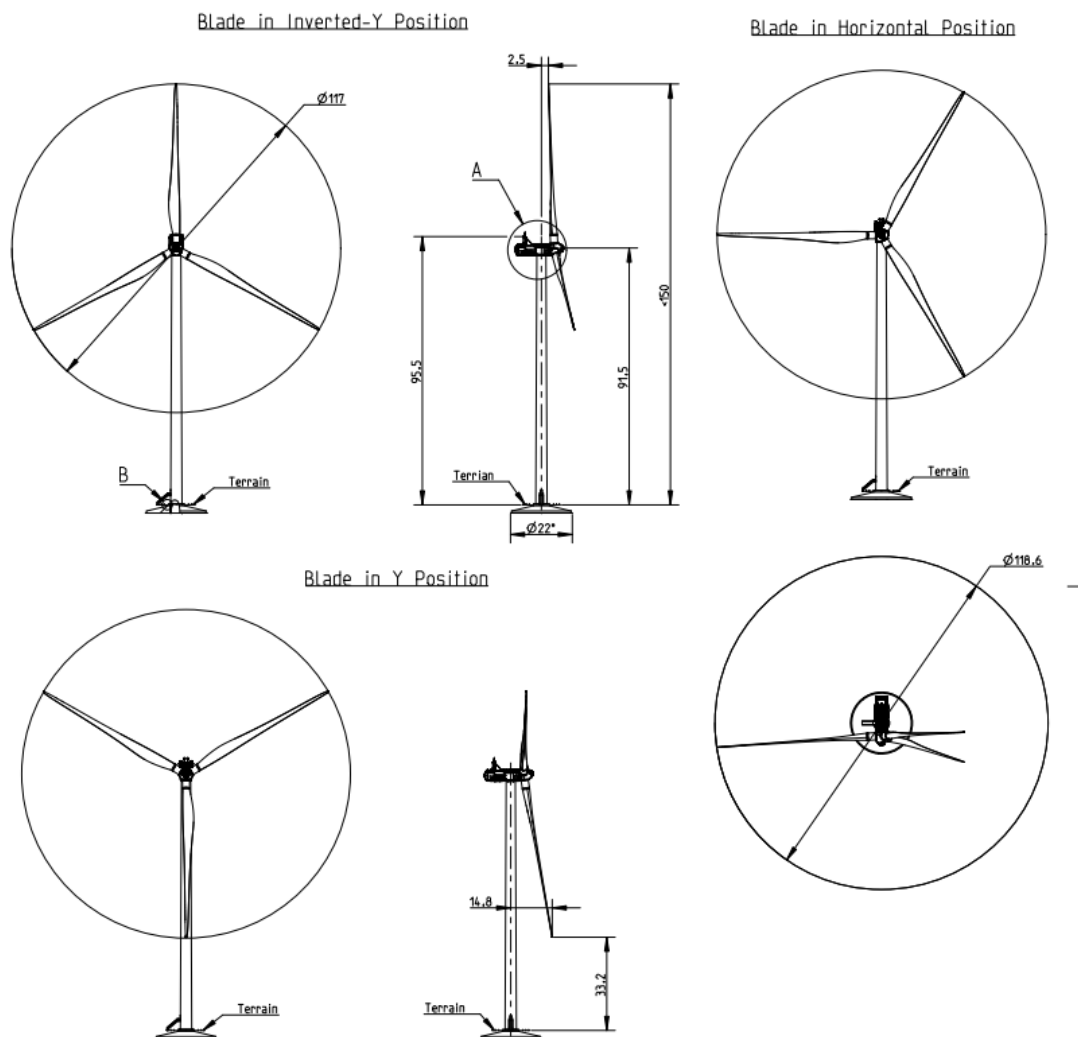 Blade in Inverted-Y Position
Blade in Horizontal Position
2.5
Ø117
A
95.5
91.5
<150
B
Terrain
Terrian
Terrain
Ø22*
Blade in Y Position
Ø118.6
14.8
33.2
Terrain
Terrain